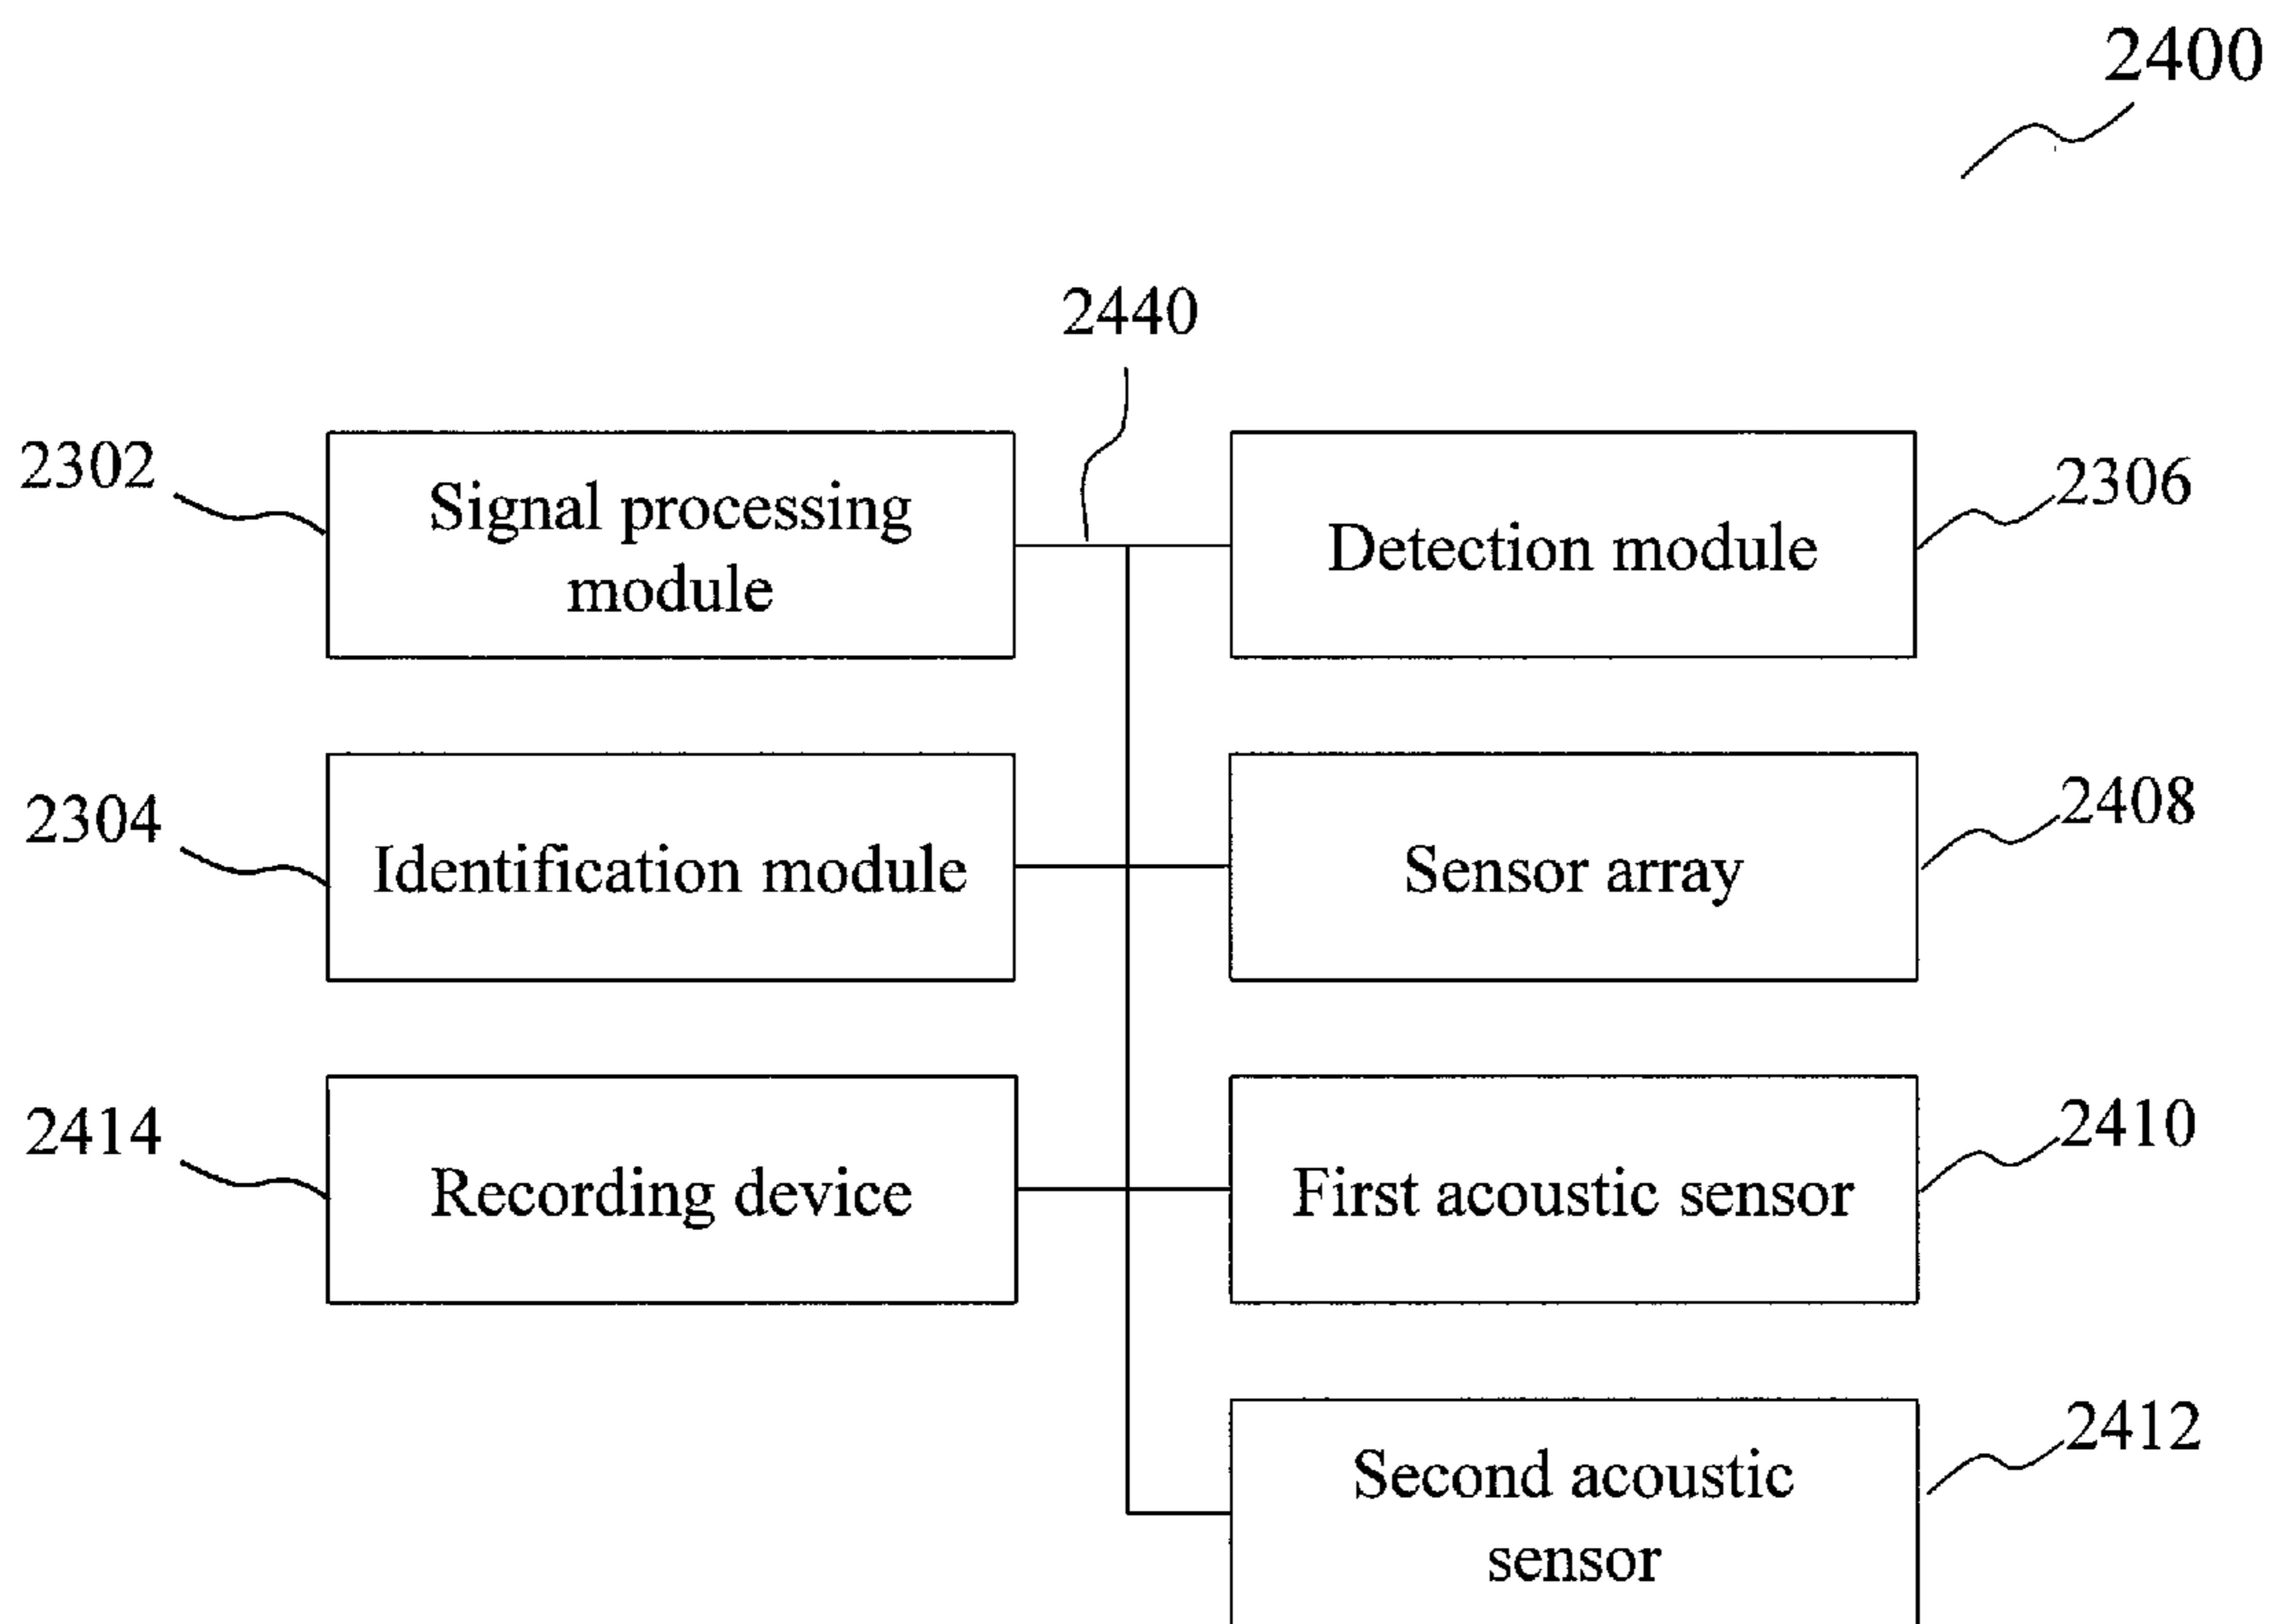 2400
2440
2302
Signal processing
module
Detection module
2306
2304
Identification module
Sensor array
2408
2414
Recording device
First acoustic sensor
2410
Second acoustic
sensor
2412